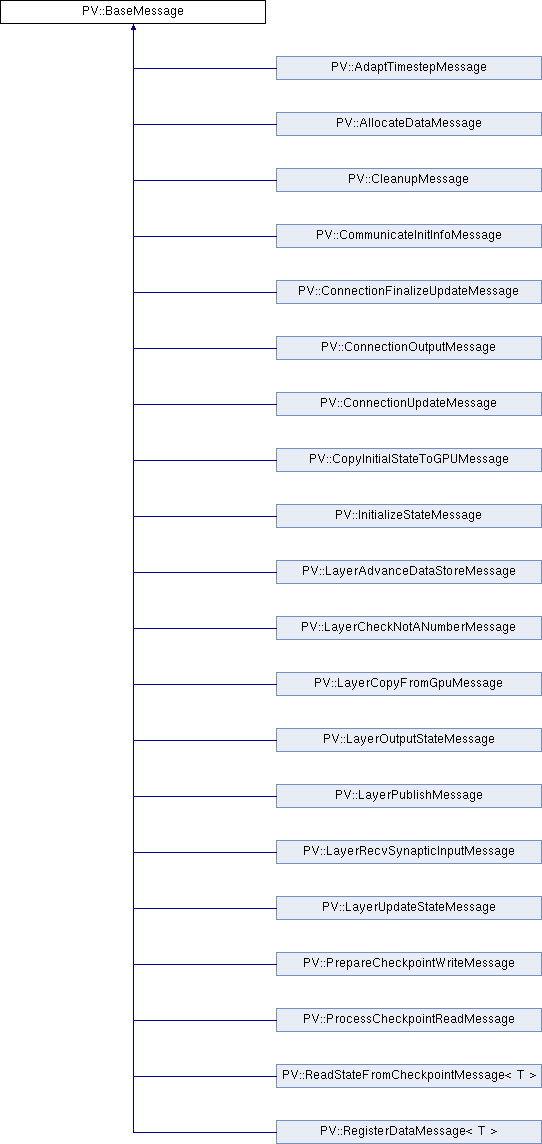 PV::BaseMessage
PV::AdaptTimestepMessage
PV::AllocateDataMessage
PV::CleanupMessage
PV::CommunicateInitInfoMessage
PV::ConnectionFinalizeUpdateMessage
PV::ConnectionOutputMessage
PV::ConnectionUpdateMessage
PV::CopyInitialStateToGPUMessage
PV::InitializeStateMessage
PV::LayerAdvanceDataStoreMessage
PV::LayerCheckNotANumberMessage
PV::LayerCopyFromGpuMessage
PV::LayerOutputStateMessage
PV::LayerPublishMessage
PV::LayerRecvSynapticInputMessage
PV::LayerUpdateStateMessage
PV::PrepareCheckpointWriteMessage
PV::ProcessCheckpointReadMessage
PV::ReadStateFromCheckpointMessage< T >
PV::RegisterDataMessage< T >